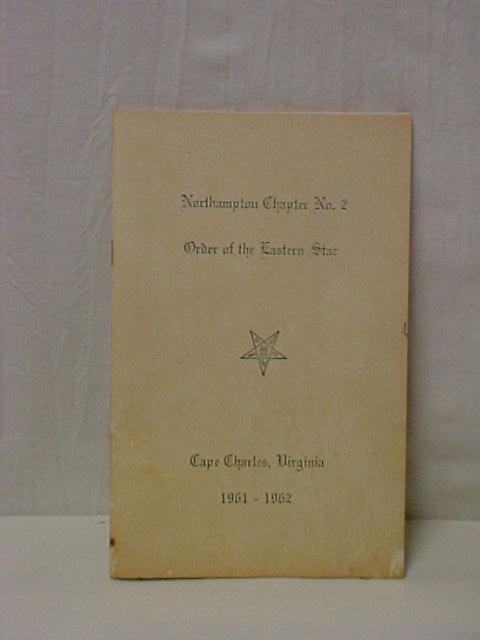 Northampton Chapter No. 2
Order of the Eastern Star
Cape Charles, Virginia
1961 - 1962